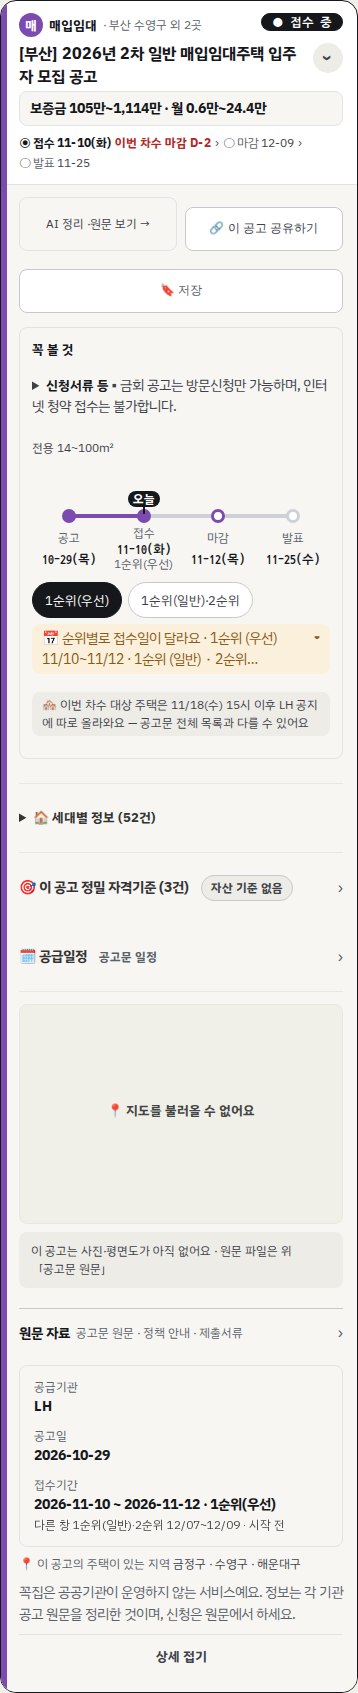 매 매입임대 · 부산 수영구 외 2곳 ● 접수 중
[부산] 2026년 2차 일반 매입임대주택 입주
자 모집 공고
보증금 105만~1,114만 · 월 0.6만~24.4만
◉ 접수 11-10(화) 이번 차수 마감 D-2 › ○ 마감 12-09 ›
○ 발표 11-25
AI 정리 ·원문 보기 →
🔗 이 공고 공유하기
🔖 저장
꼭 볼 것
▶ 신청서류 등 ▪ 금회 공고는 방문신청만 가능하며, 인터
넷 청약 접수는 불가합니다.
전용 14~100m²
오늘
공고 접수 마감 발표
10-29(목) 11-10(화) 11-12(목) 11-25(수)
1순위(우선)
1순위(우선) 1순위(일반)·2순위
📅 순위별로 접수일이 달라요 · 1순위 (우선)
11/10~11/12 · 1순위 (일반) · 2순위...
🏘️ 이번 차수 대상 주택은 11/18(수) 15시 이후 LH 공지
에 따로 올라와요 — 공고문 전체 목록과 다를 수 있어요
▶ 🏠 세대별 정보 (52건)
🎯 이 공고 정밀 자격기준 (3건) 자산 기준 없음 ›
🗓️ 공급일정 공고문 일정 ›
📍 지도를 불러올 수 없어요
이 공고는 사진·평면도가 아직 없어요 · 원문 파일은 위
「공고문 원문」
원문 자료 공고문 원문 · 정책 안내 · 제출서류 ›
공급기관
LH
공고일
2026-10-29
접수기간
2026-11-10 ~ 2026-11-12 · 1순위(우선)
다른 창 1순위(일반)·2순위 12/07~12/09 · 시작 전
📍 이 공고의 주택이 있는 지역 금정구 · 수영구 · 해운대구
꼭집은 공공기관이 운영하지 않는 서비스예요. 정보는 각 기관
공고 원문을 정리한 것이며, 신청은 원문에서 하세요.
상세 접기